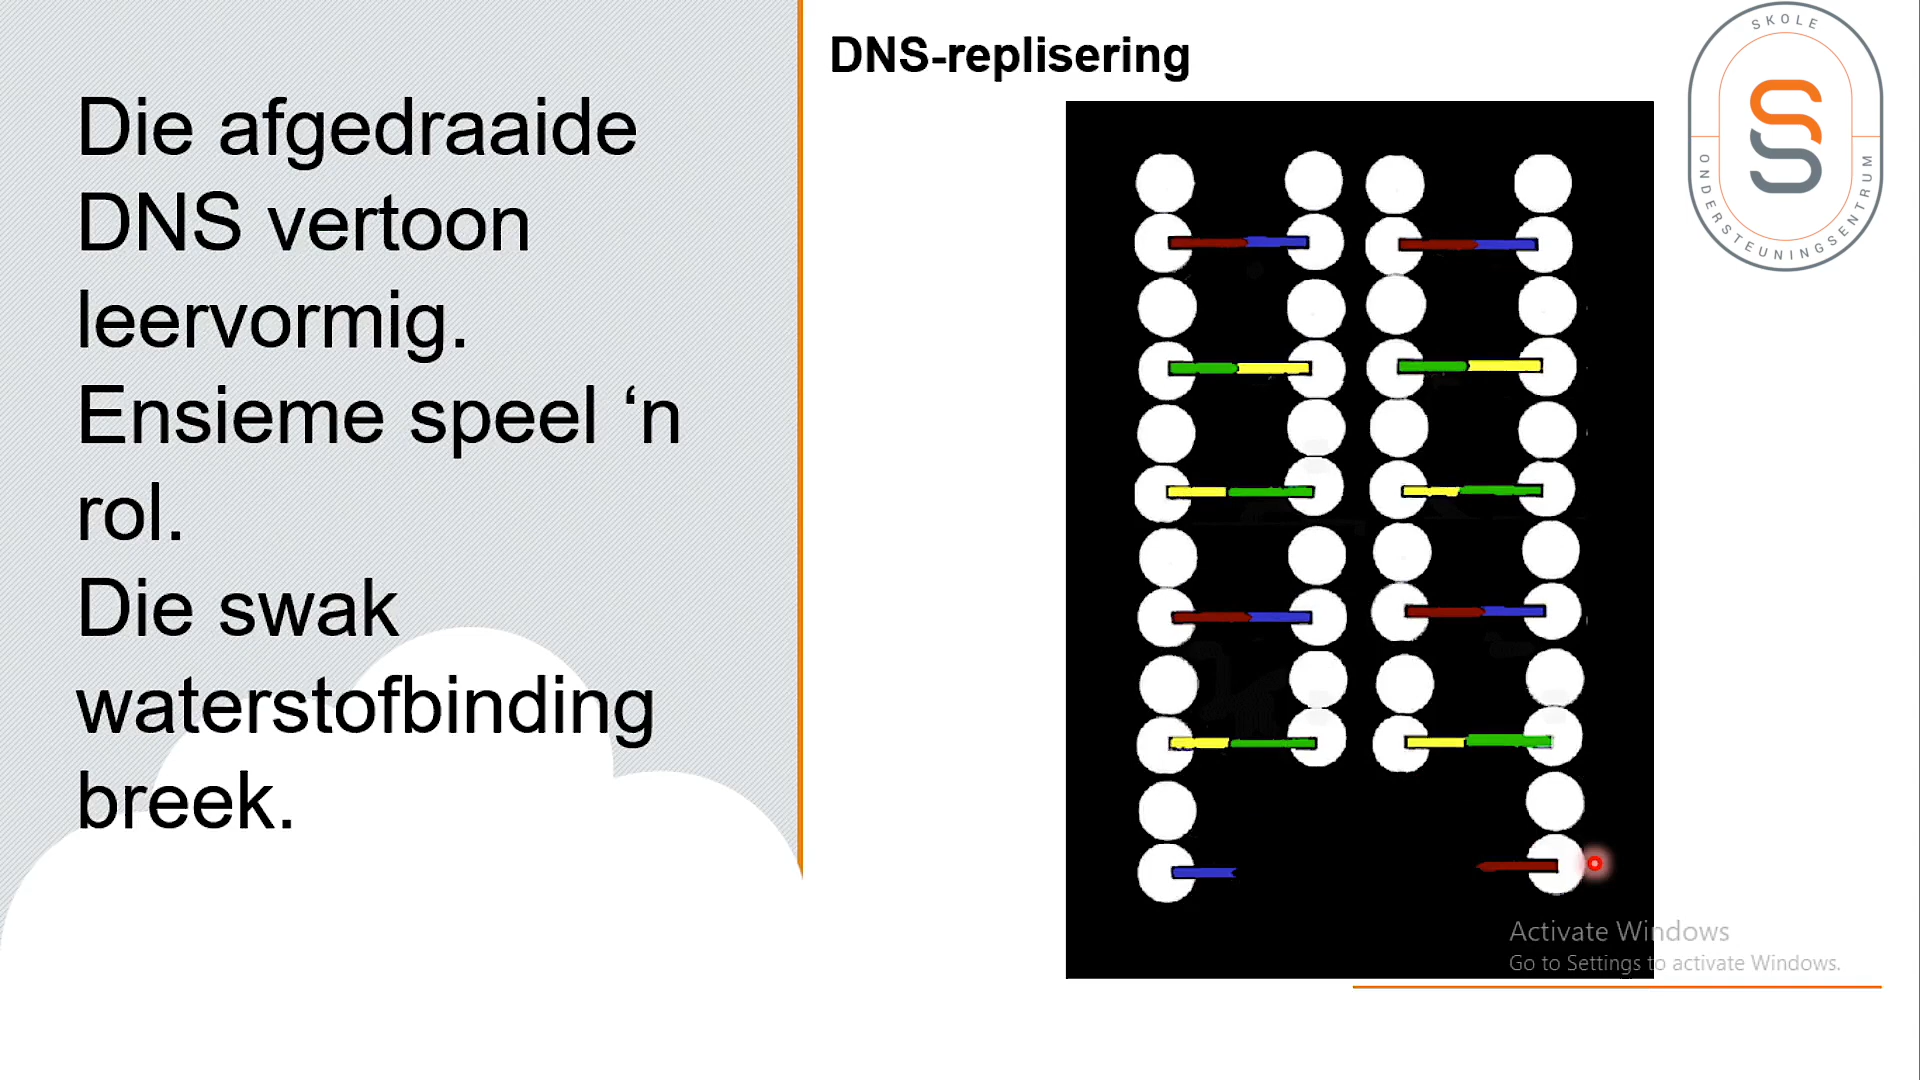 DNS-replisering
Die afgedraaide
DNS vertoon
leervormig.
Ensieme speel ‘n
rol.
Die swak
waterstofbinding
breek.
SKOLE
ONDERSTEUNINGSENTRUM
Activate Windows
Go to Settings to activate Windows.